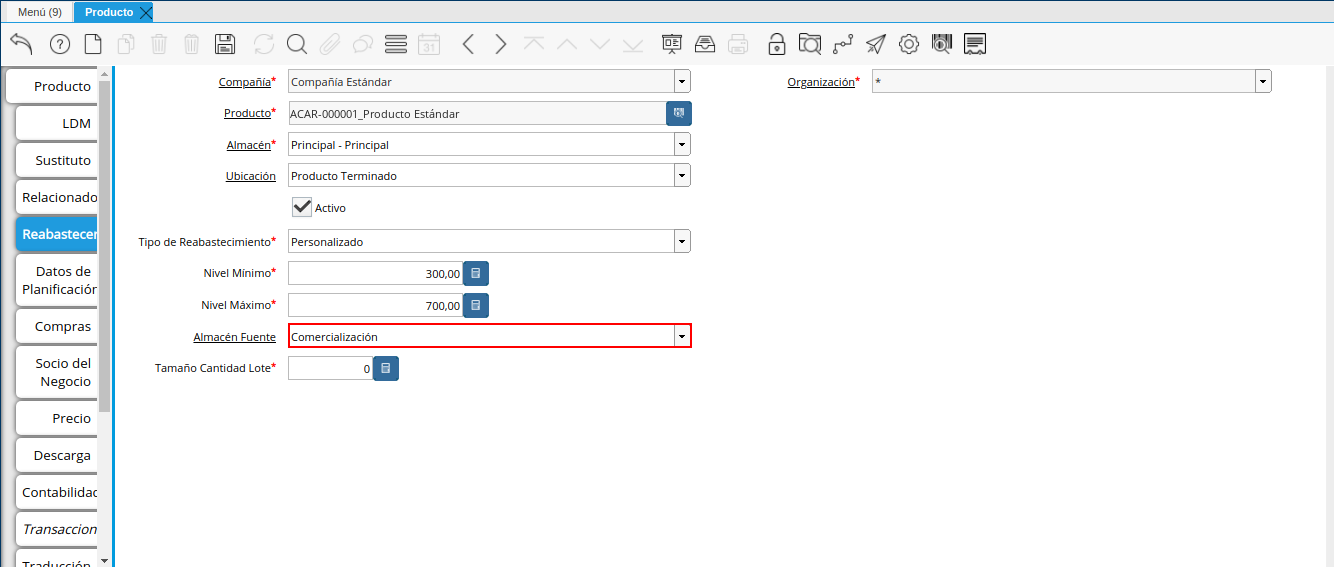 Menú (9)
Producto
31
Producto
LDM
Sustituto
Relacionado
Reabastecer
Datos de
Planificación
Compras
Socio del
Negocio
Precio
Descarga
Contabilidad
Transaccion
Traducción
Compañía*
Compañía Estándar
Organización*
*
Producto*
ACAR-000001_Producto Estándar
Almacén*
Principal - Principal
Ubicación
Producto Terminado
Activo
Tipo de Reabastecimiento*
Personalizado
Nivel Mínimo*
300,00
Nivel Máximo*
700,00
Almacén Fuente
Comercialización
Tamaño Cantidad Lote*
0